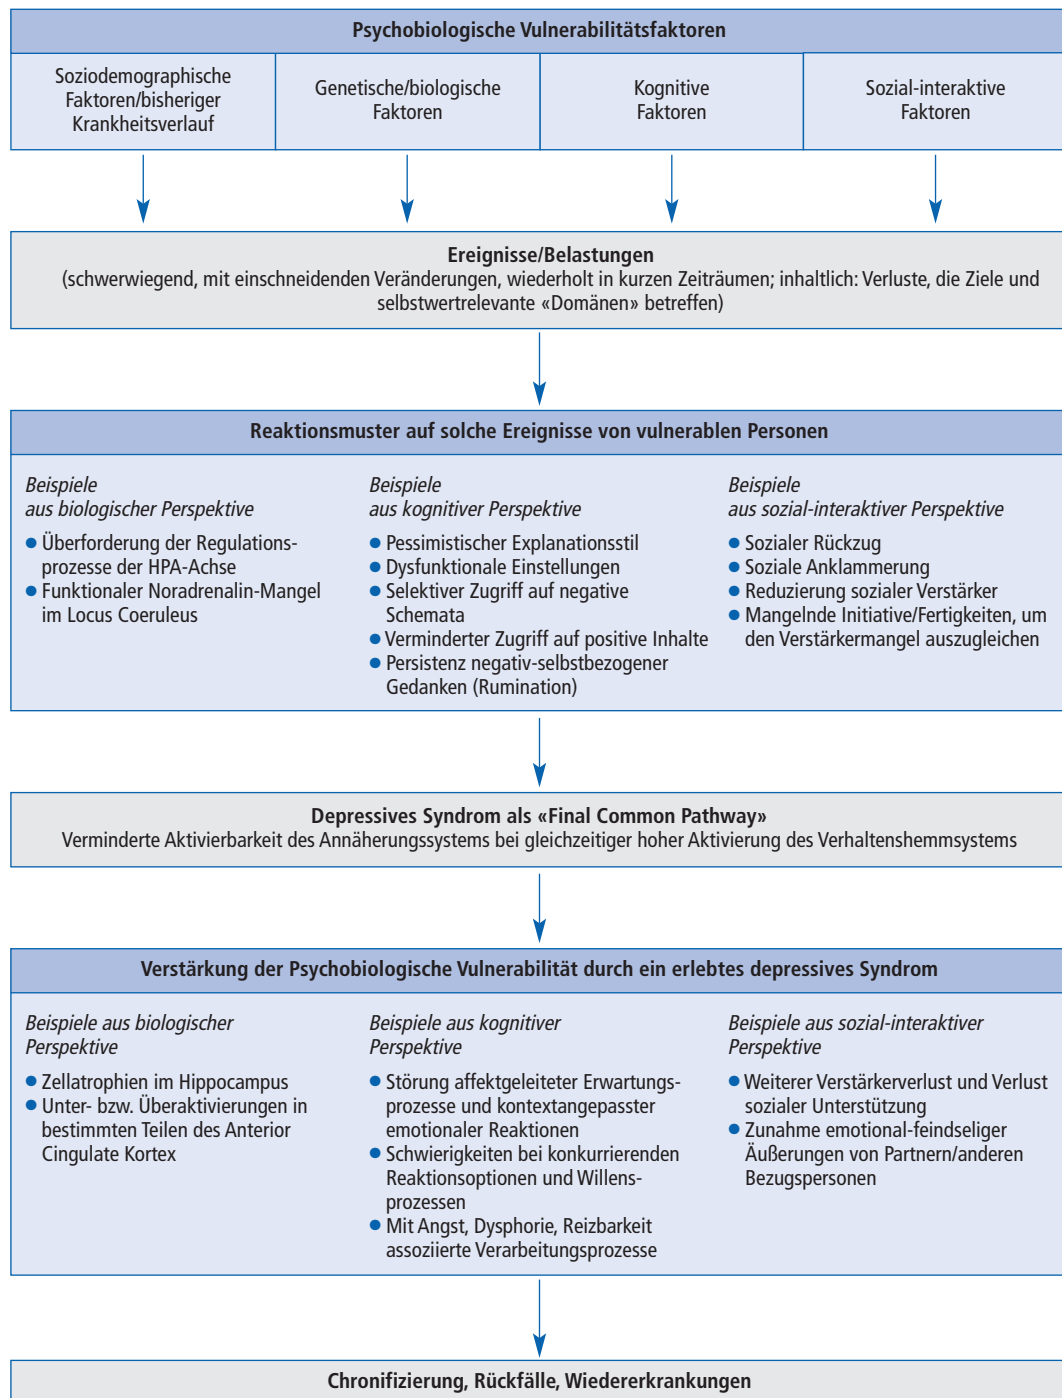 Psychobiologische Vulnerabilitätsfaktoren
Soziodemographische
Faktoren/bisheriger
Krankheitsverlauf
Genetische/biologische
Faktoren
Kognitive
Faktoren
Sozial-interaktive
Faktoren
Ereignisse/Belastungen
(schwerwiegend, mit einschneidenden Veränderungen, wiederholt in kurzen Zeiträumen; inhaltlich: Verluste, die Ziele und
selbstwertrelevante «Domänen» betreffen)
Reaktionsmuster auf solche Ereignisse von vulnerablen Personen
Beispiele
aus biologischer Perspektive
● Überforderung der Regulations-
prozesse der HPA-Achse
● Funktionaler Noradrenalin-Mangel
im Locus Coeruleus
Beispiele
aus kognitiver Perspektive
● Pessimistischer Explanationsstil
● Dysfunktionale Einstellungen
● Selektiver Zugriff auf negative
Schemata
● Verminderter Zugriff auf positive Inhalte
● Persistenz negativ-selbstbezogener
Gedanken (Rumination)
Beispiele
aus sozial-interaktiver Perspektive
● Sozialer Rückzug
● Soziale Anklammerung
● Reduzierung sozialer Verstärker
● Mangelnde Initiative/Fertigkeiten, um
den Verstärkermangel auszugleichen
Depressives Syndrom als «Final Common Pathway»
Verminderte Aktivierbarkeit des Annäherungssystems bei gleichzeitiger hoher Aktivierung des Verhaltenshemmsystems
Verstärkung der Psychobiologische Vulnerabilität durch ein erlebtes depressives Syndrom
Beispiele aus biologischer
Perspektive
● Zellatrophien im Hippocampus
● Unter- bzw. Überaktivierungen in
bestimmten Teilen des Anterior
Cingulate Kortex
Beispiele aus kognitiver
Perspektive
● Störung affektgeleiteter Erwartungs-
prozesse und kontextangepasster
emotionaler Reaktionen
● Schwierigkeiten bei konkurrierenden
Reaktionsoptionen und Willens-
prozessen
● Mit Angst, Dysphorie, Reizbarkeit
assoziierte Verarbeitungsprozesse
Beispiele aus sozial-interaktiver
Perspektive
● Weiterer Verstärkerverlust und Verlust
sozialer Unterstützung
● Zunahme emotional-feindseliger
Äußerungen von Partnern/anderen
Bezugspersonen
Chronifizierung, Rückfälle, Wiedererkrankungen